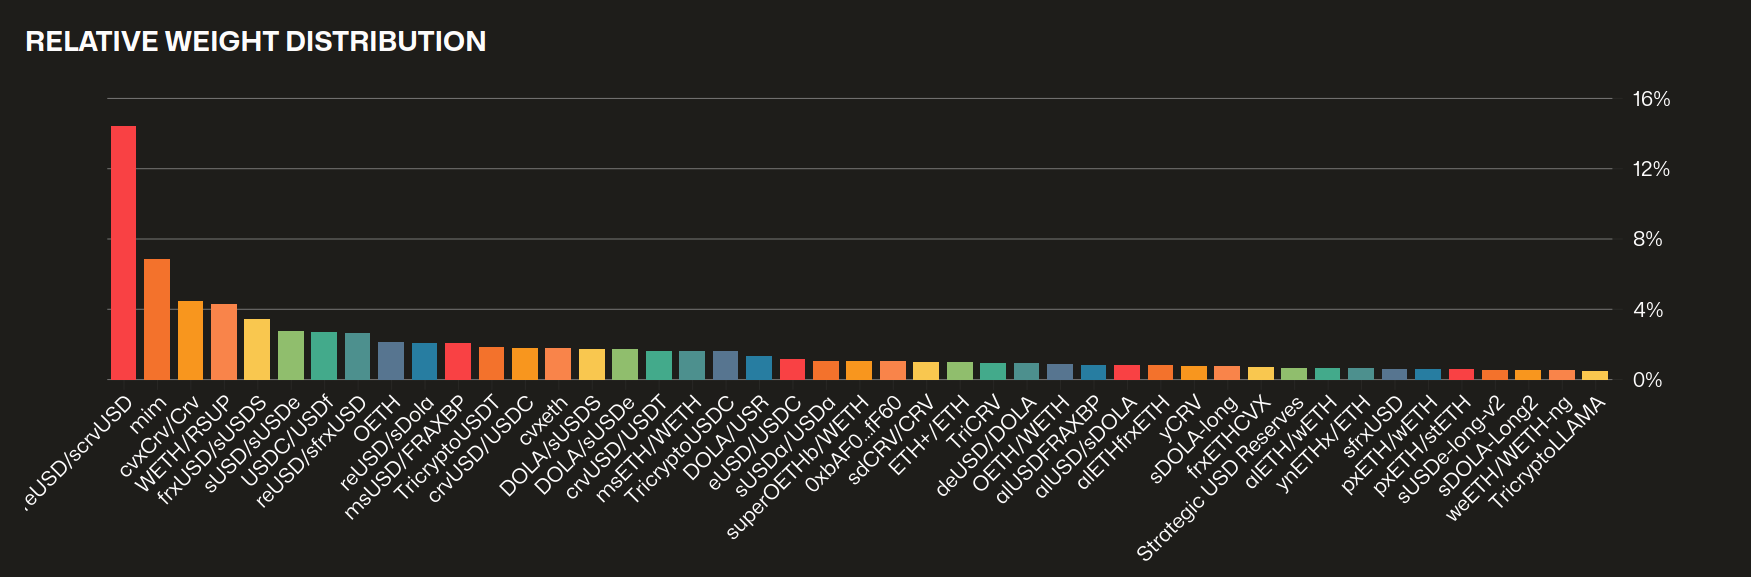 RELATIVE WEIGHT DISTRIBUTION
16%
12%
8%
4%
0%
eUSD/scrvUSD
mim
cvxCrv/Crv
WETH/RSUP
frxUSD/sUSDS
sUSD/sUSDe
USDC/USDf
reUSD/sfrxUSD
OETH
reUSD/sDola
msUSD/FRAXBP
TricryptoUSDT
crvUSD/USDC
cvxeth
DOLA/sUSDS
DOLA/sUSDe
crvUSD/USDT
msETH/WETH
TricryptoUSDC
DOLA/USR
eUSD/USDC
sUSDa/USDa
superOETHb/WETH
0xbAF0...fF60
sdCRV/CRV
ETH+/ETH
TriCRV
deUSD/DOLA
OETH/WETH
alUSDFRAXBP
alUSD/sDOLA
alETHfrxETH
yCRV
sDOLA-long
frxETHCVX
Strategic USD Reserves
alETH/wETH
ynETHx/ETH
sfrxUSD
pxETH/wETH
pxETH/stETH
sUSDe-long-v2
sDOLA-Long2
weETH/WETH-ng
TricryptoLLAMA